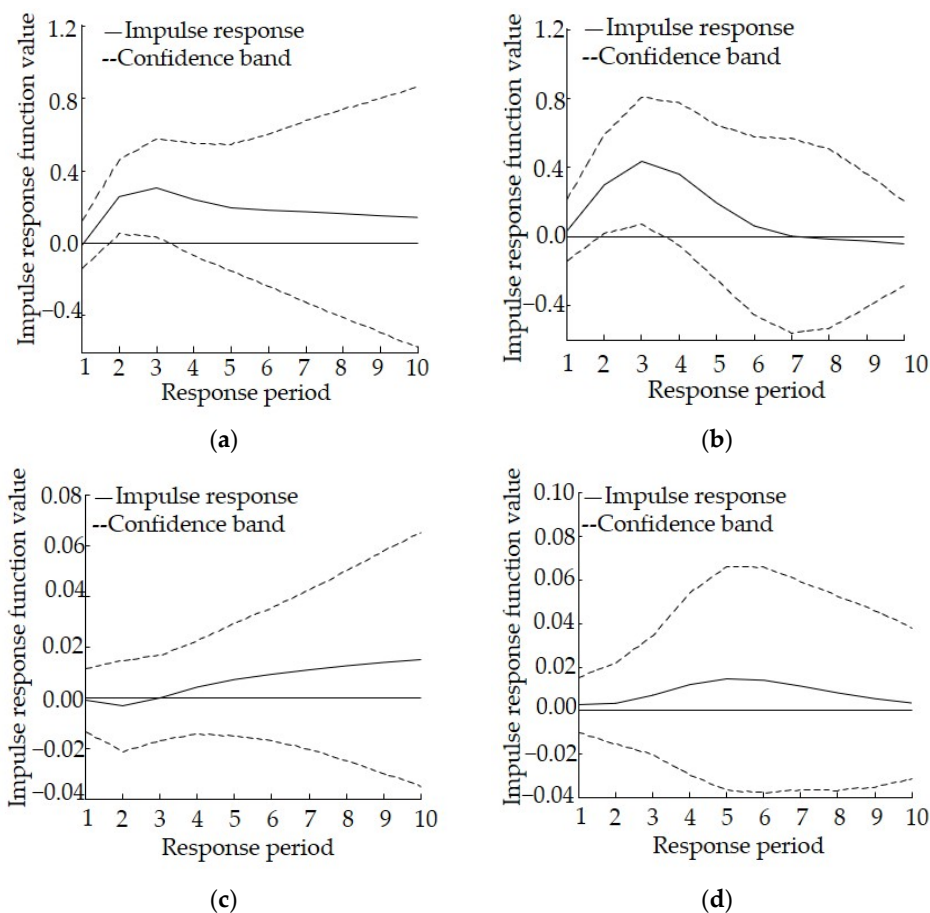 Impulse response function value
1.2
0.8
0.4
0.0
−0.4
—Impulse response
--Confidence band
1 2 3 4 5 6 7 8 9 10
Response period
(a)
Impulse response function value
1.2
0.8
0.4
0.0
−0.4
—Impulse response
--Confidence band
1 2 3 4 5 6 7 8 9 10
Response period
(b)
Impulse response function value
0.08
0.06
0.04
0.02
0.00
−0.02
−0.04
—Impulse response
--Confidence band
1 2 3 4 5 6 7 8 9 10
Response period
(c)
Impulse response function value
0.10
0.08
0.06
0.04
0.02
0.00
−0.02
−0.04
—Impulse response
--Confidence band
1 2 3 4 5 6 7 8 9 10
Response period
(d)